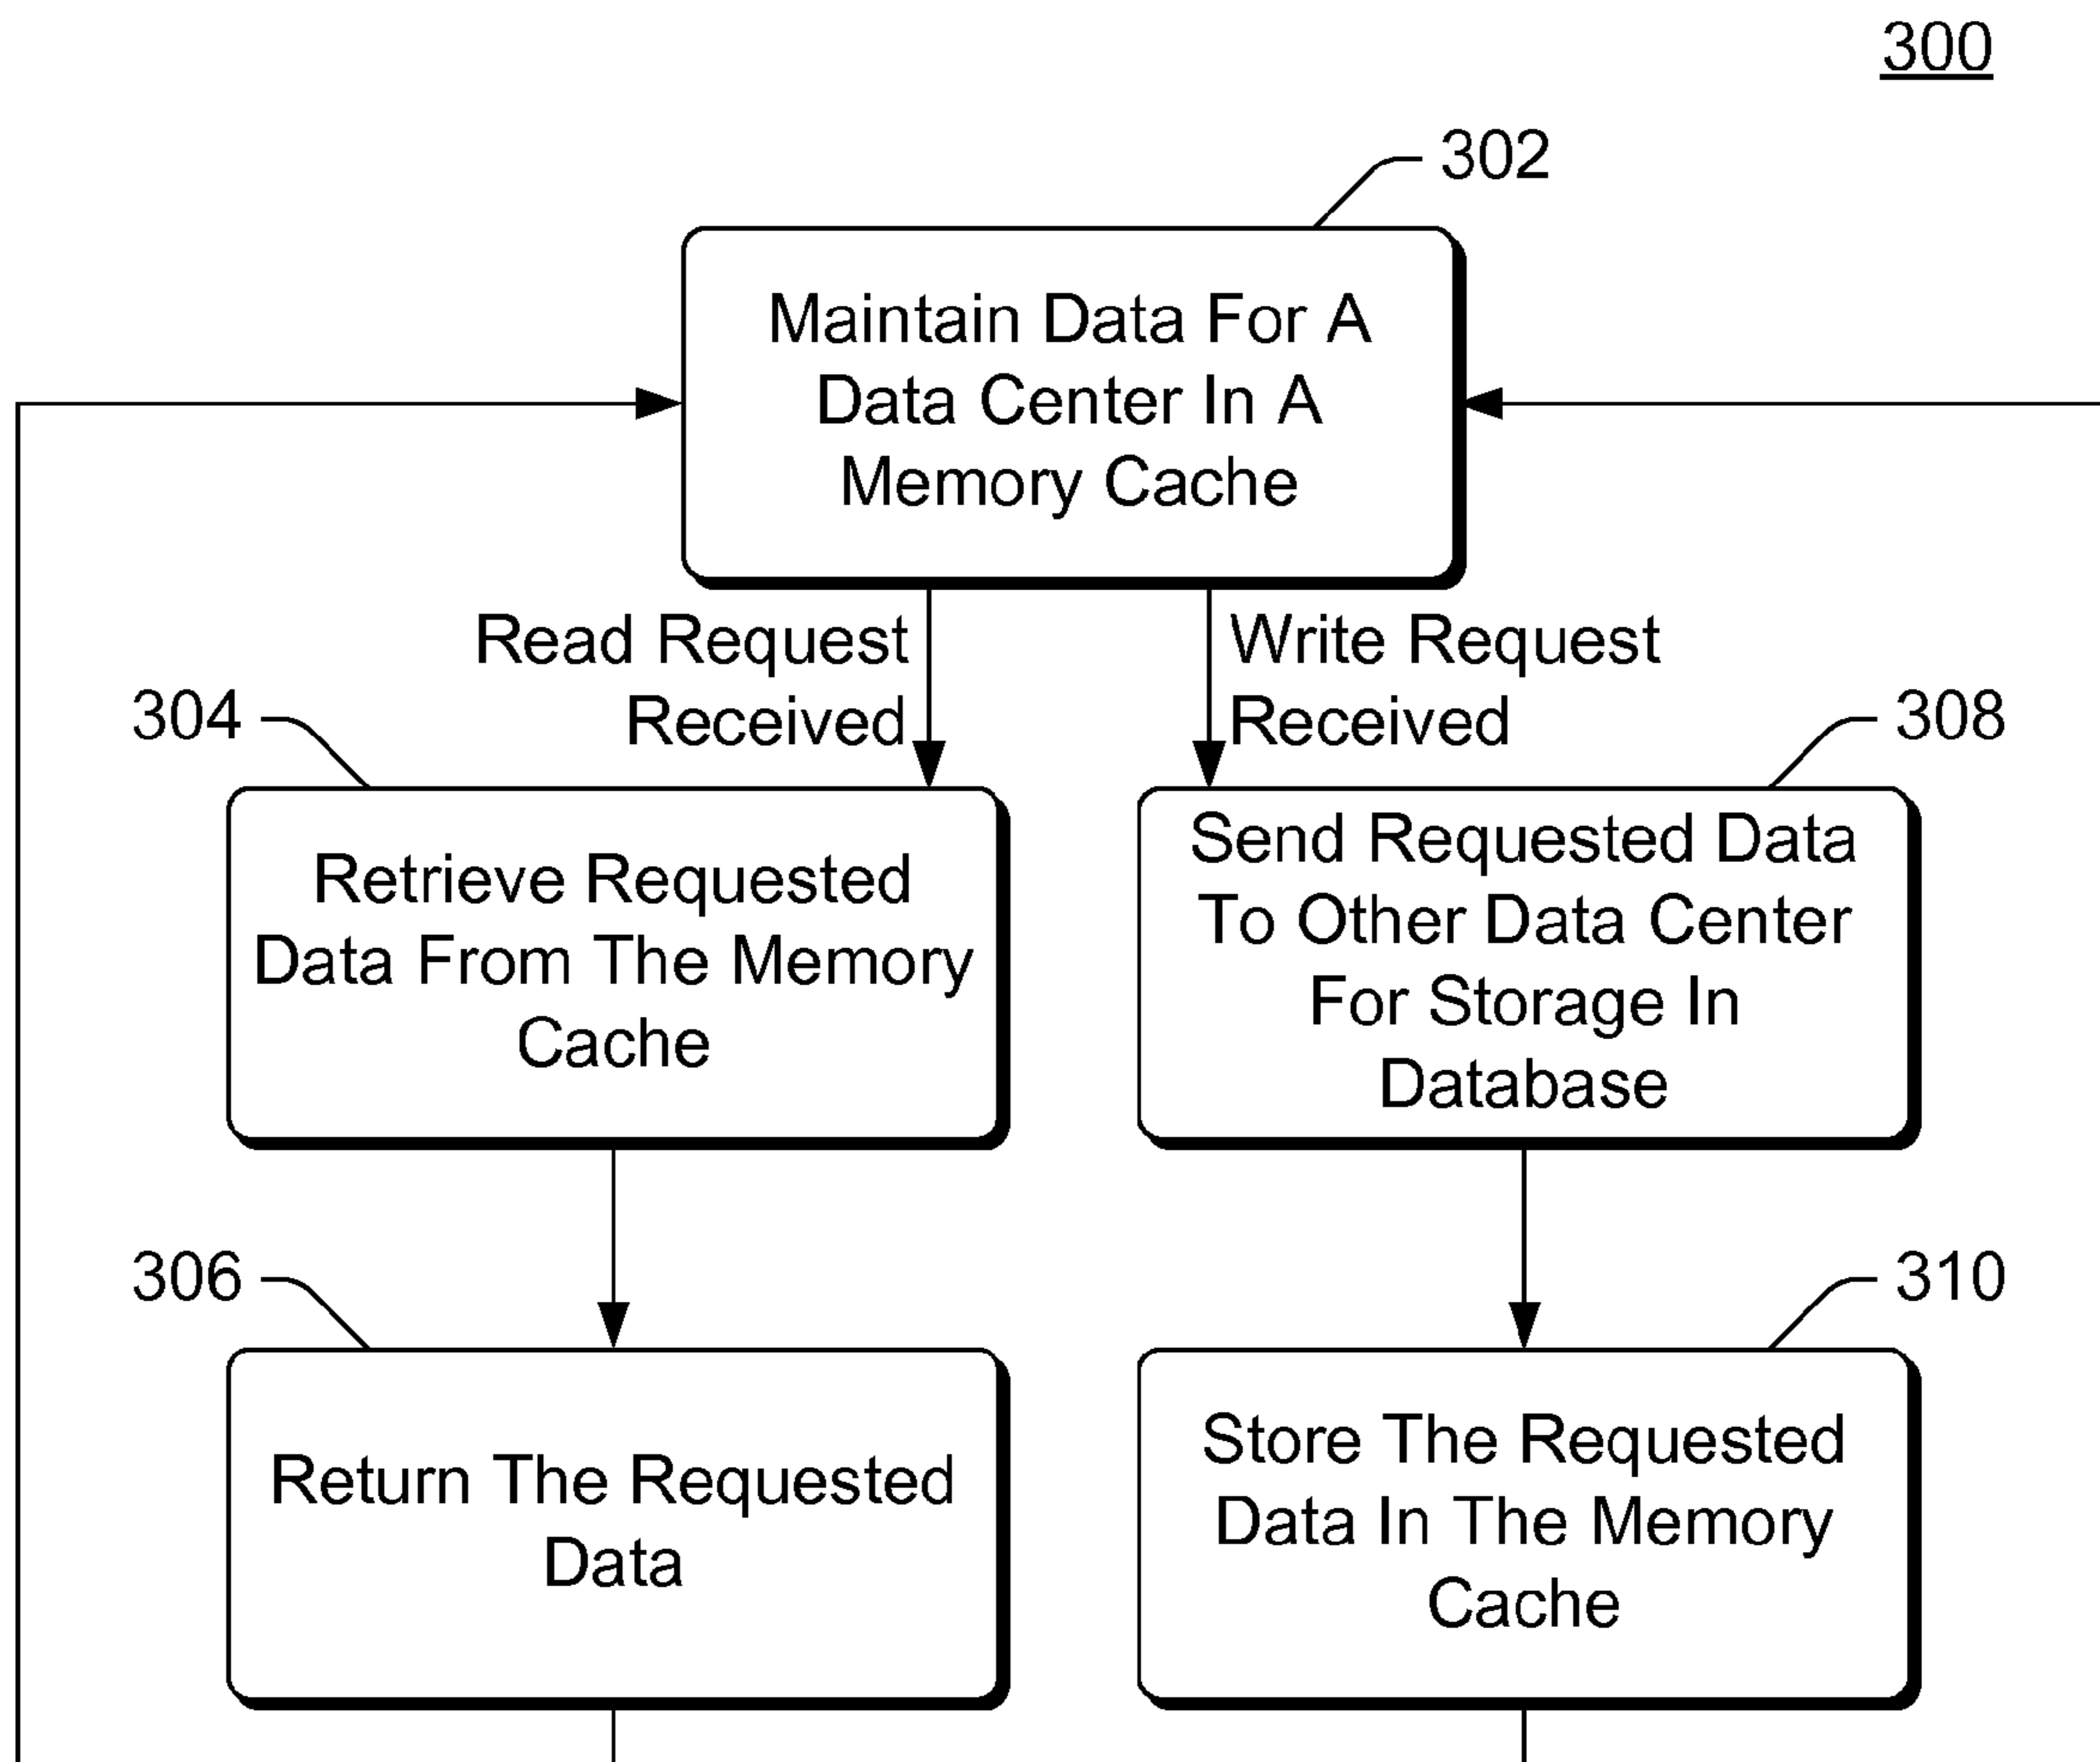 300
302
Maintain Data For A
Data Center In A
Memory Cache
Read Request
Received
Write Request
Received
304
308
Retrieve Requested
Data From The Memory
Cache
Send Requested Data
To Other Data Center
For Storage In
Database
306
310
Return The Requested
Data
Store The Requested
Data In The Memory
Cache